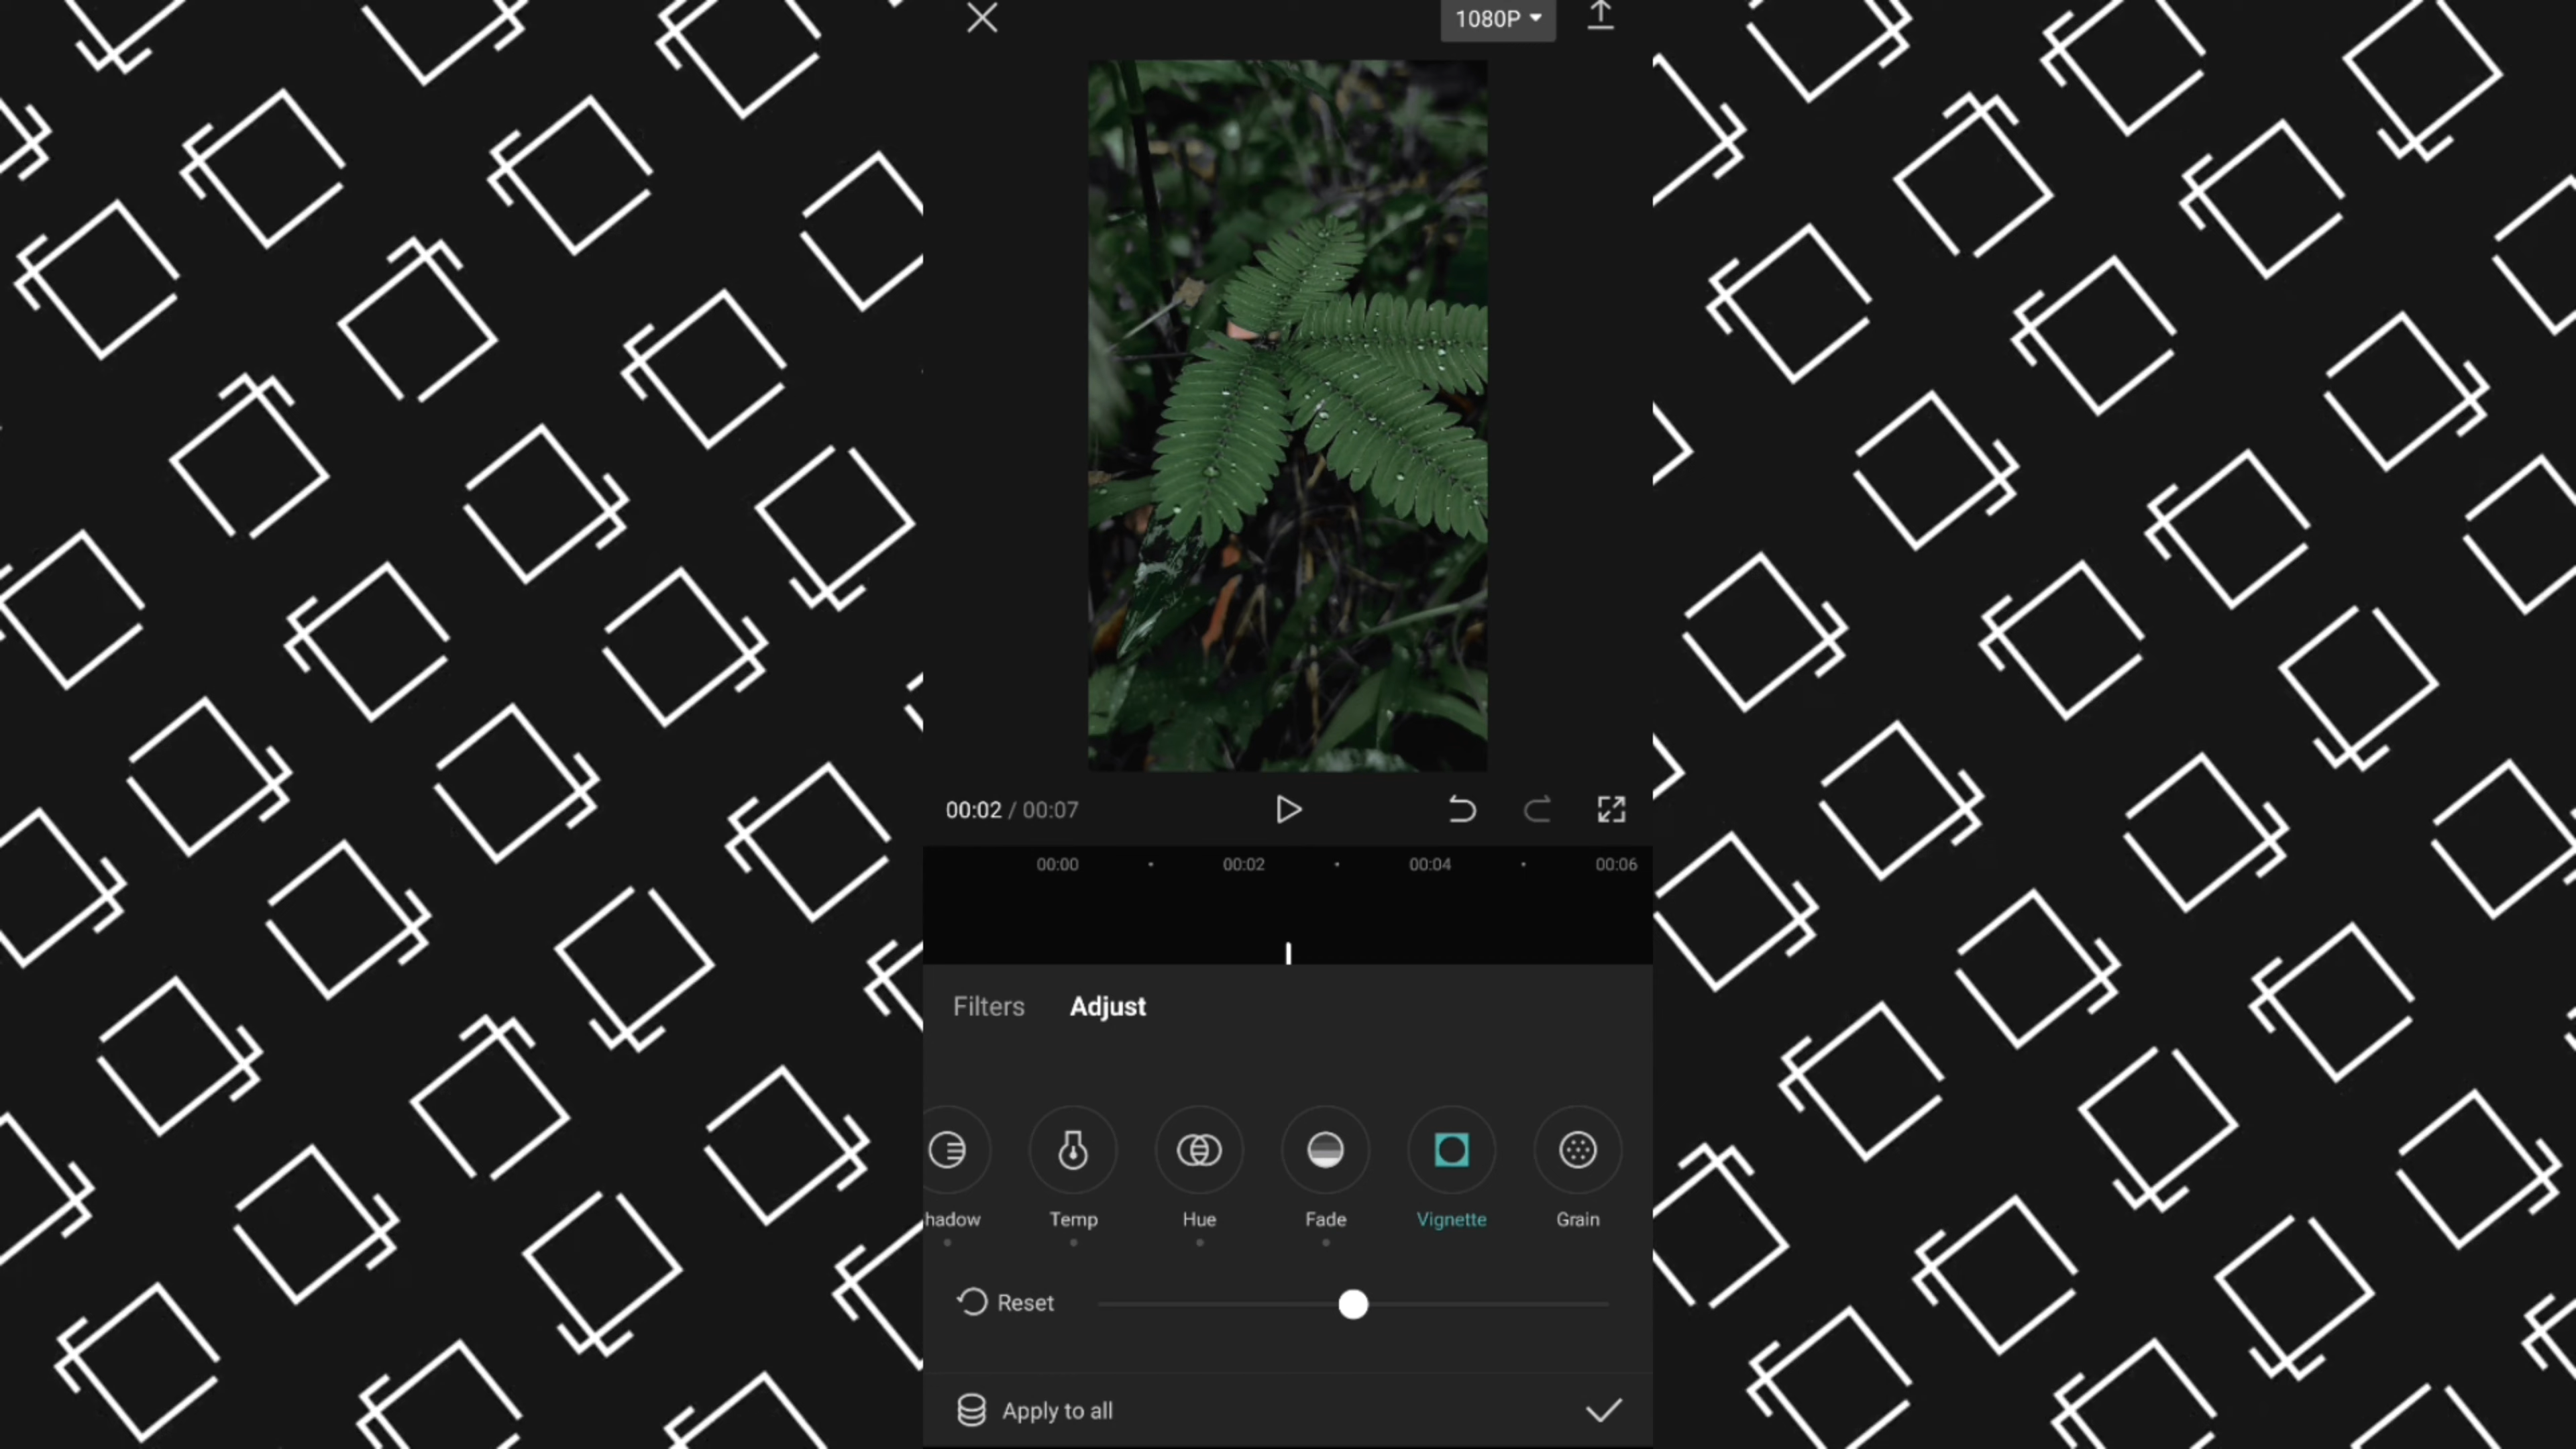 1080P
00:02 / 00:07
00:00 00:02 00:04 00:06
Filters Adjust
hadow Temp Hue Fade Vignette Grain
Reset
Apply to all